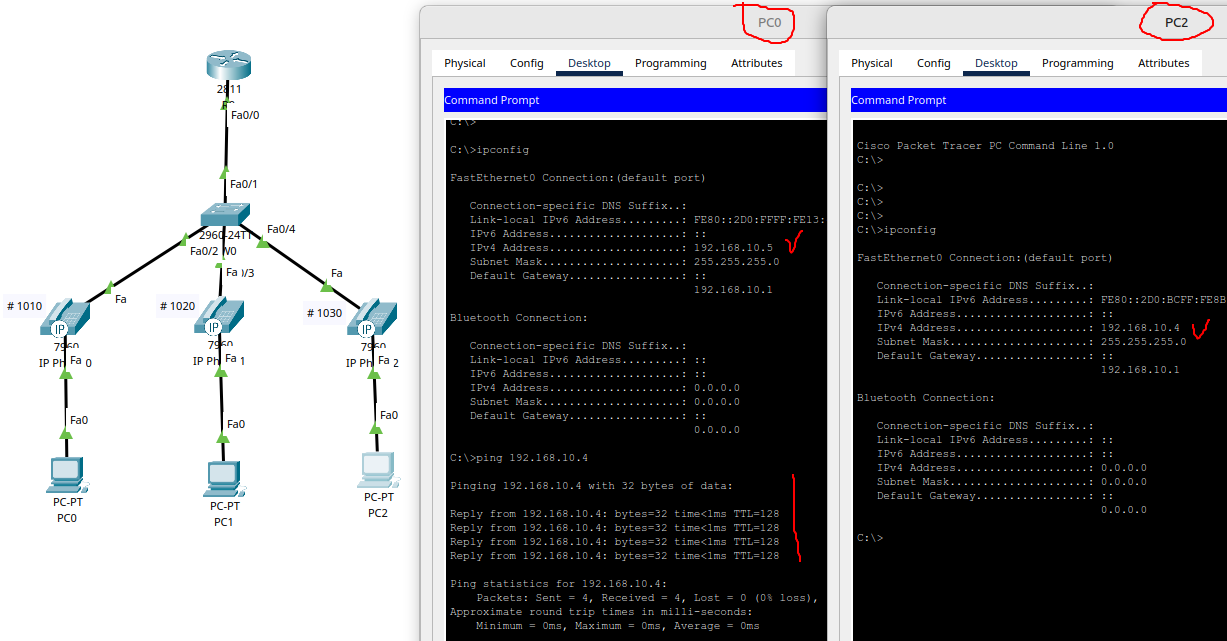 2811
Fa0/0
Fa0/1
2960-24TT
Fa0/4
Fa0/2
Fa
Fa
# 1010
# 1020
# 1030
IP
IP
IP
7960
7960
7960
IP Ph
Fa
0
Fa
1
IP Ph
Fa
2
Fa0
Fa0
Fa0
PC-PT
PC0
PC-PT
PC1
PC-PT
PC2
PC0
Physical Config Desktop Programming Attributes
Command Prompt
C:\>
C:\>ipconfig
FastEthernet0 Connection:(default port)
Connection-specific DNS Suffix..:
Link-local IPv6 Address.........: FE80::2D0:FFFF:FE13:
IPv6 Address....................: ::
IPv4 Address....................: 192.168.10.5
Subnet Mask.....................: 255.255.255.0
Default Gateway.................: ::
192.168.10.1
Bluetooth Connection:
Connection-specific DNS Suffix..:
Link-local IPv6 Address.........: ::
IPv6 Address....................: ::
IPv4 Address....................: 0.0.0.0
Subnet Mask.....................: 0.0.0.0
Default Gateway.................: ::
0.0.0.0
C:\>ping 192.168.10.4
Pinging 192.168.10.4 with 32 bytes of data:
Reply from 192.168.10.4: bytes=32 time<1ms TTL=128
Reply from 192.168.10.4: bytes=32 time<1ms TTL=128
Reply from 192.168.10.4: bytes=32 time<1ms TTL=128
Reply from 192.168.10.4: bytes=32 time<1ms TTL=128
Ping statistics for 192.168.10.4:
Packets: Sent = 4, Received = 4, Lost = 0 (0% loss),
Approximate round trip times in milli-seconds:
Minimum = 0ms, Maximum = 0ms, Average = 0ms
PC2
Physical Config Desktop Programming Attributes
Command Prompt
Cisco Packet Tracer PC Command Line 1.0
C:\>
C:\>
C:\>
C:\>
C:\>ipconfig
FastEthernet0 Connection:(default port)
Connection-specific DNS Suffix..:
Link-local IPv6 Address.........: FE80::2D0:BCFF:FE8B
IPv6 Address....................: ::
IPv4 Address....................: 192.168.10.4
Subnet Mask.....................: 255.255.255.0
Default Gateway.................: ::
192.168.10.1
Bluetooth Connection:
Connection-specific DNS Suffix..:
Link-local IPv6 Address.........: ::
IPv6 Address....................: ::
IPv4 Address....................: 0.0.0.0
Subnet Mask.....................: 0.0.0.0
Default Gateway.................: ::
0.0.0.0
C:\>